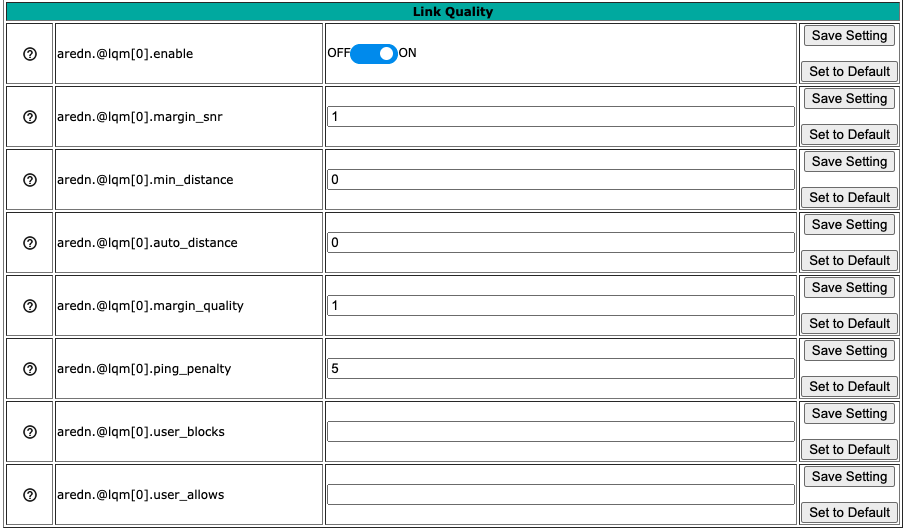 Link Quality
aredn.@lqm[0].enable
OFF ON
Save Setting
Set to Default
aredn.@lqm[0].margin_snr
1
Save Setting
Set to Default
aredn.@lqm[0].min_distance
0
Save Setting
Set to Default
aredn.@lqm[0].auto_distance
0
Save Setting
Set to Default
aredn.@lqm[0].margin_quality
1
Save Setting
Set to Default
aredn.@lqm[0].ping_penalty
5
Save Setting
Set to Default
aredn.@lqm[0].user_blocks
Save Setting
Set to Default
aredn.@lqm[0].user_allows
Save Setting
Set to Default